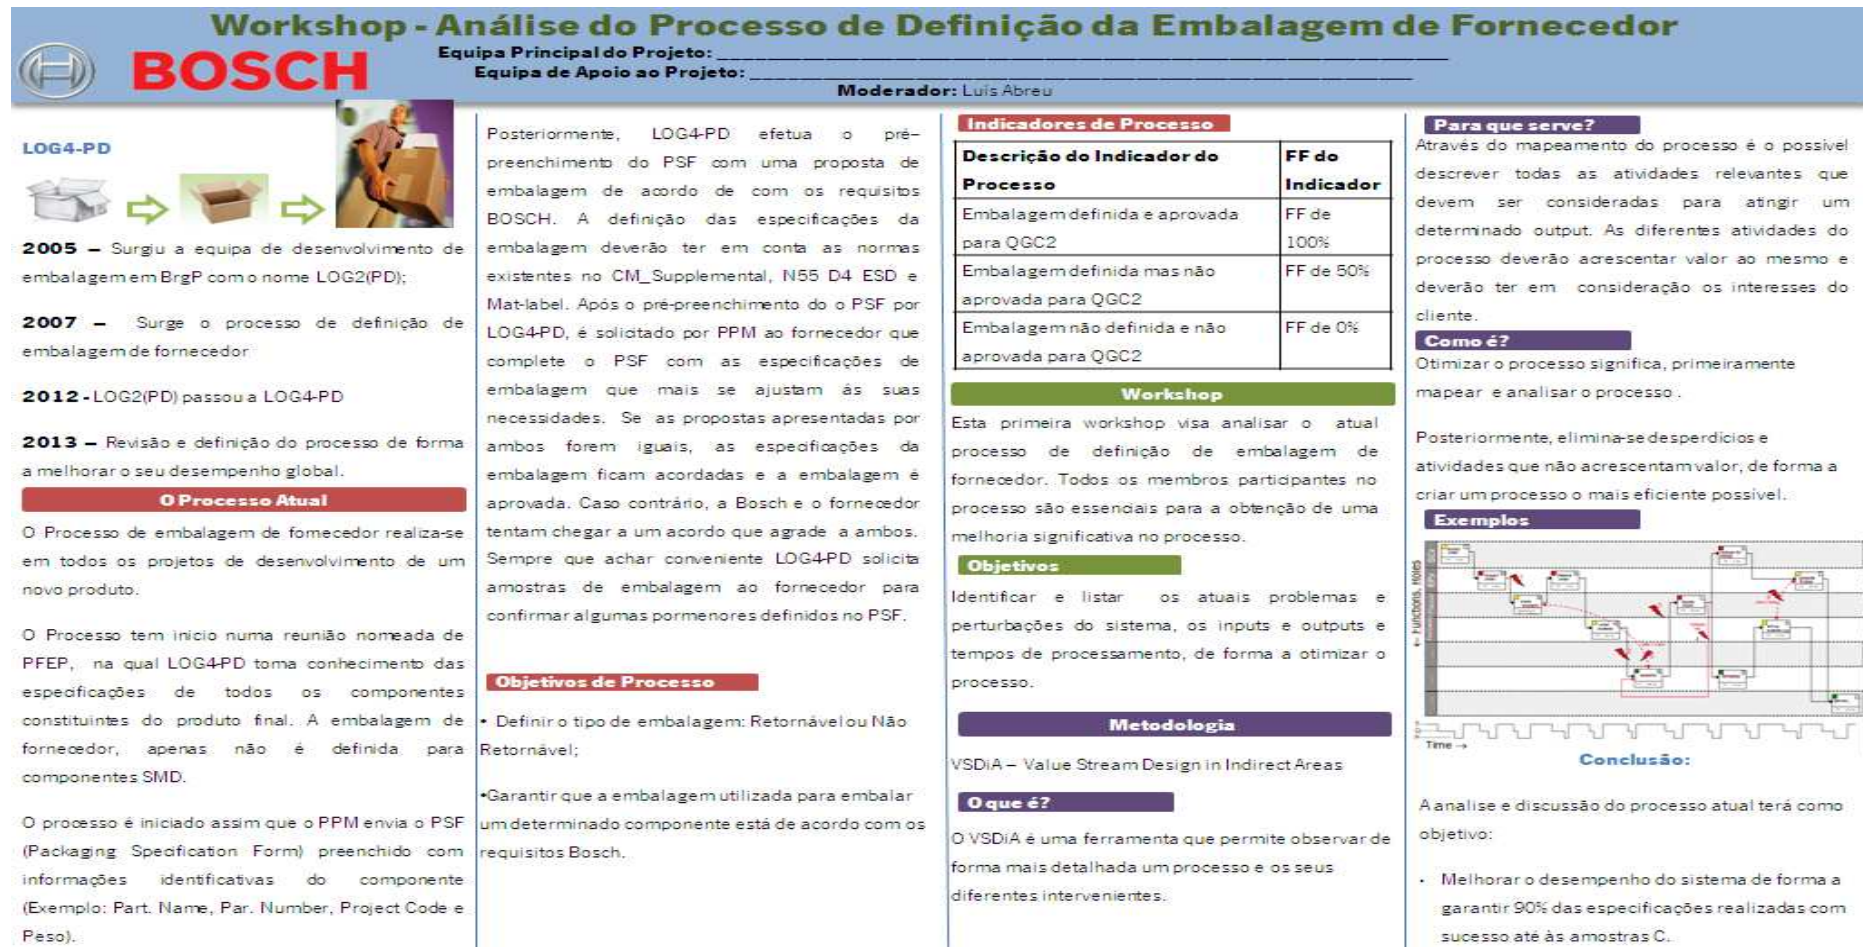 Workshop - Análise do Processo de Definição da Embalagem de Fornecedor
BOSCH
Equipa Principal do Projeto:
Equipa de Apoio ao Projeto:
Moderador: Luís Abreu
LOG4-PD
2005 – Surgiu a equipa de desenvolvimento de
embalagem em BrgP com o nome LOG2(PD);
2007 – Surge o processo de definição de
embalagem de fornecedor
2012 - LOG2(PD) passou a LOG4-PD
2013 – Revisão e definição do processo de forma
a melhorar o seu desempenho global.
O Processo Atual
O Processo de embalagem de fornecedor realiza-se
em todos os projetos de desenvolvimento de um
novo produto.
O Processo tem inicio numa reunião nomeada de
PFEP, na qual LOG4-PD toma conhecimento das
especificações de todos os componentes
constituintes do produto final. A embalagem de
fornecedor, apenas não é definida para
componentes SMD.
O processo é iniciado assim que o PPM envia o PSF
(Packaging Specification Form) preenchido com
informações identificativas do componente
(Exemplo: Part. Name, Par. Number, Project Code e
Peso).
Posteriormente, LOG4-PD efetua o pré–
preenchimento do PSF com uma proposta de
embalagem de acordo de com os requisitos
BOSCH. A definição das especificações da
embalagem deverão ter em conta as normas
existentes no CM_Supplemental, N55 D4 ESD e
Mat-label. Após o pré-preenchimento do o PSF por
LOG4-PD, é solicitado por PPM ao fornecedor que
complete o PSF com as especificações de
embalagem que mais se ajustam ás suas
necessidades. Se as propostas apresentadas por
ambos forem iguais, as especificações da
embalagem ficam acordadas e a embalagem é
aprovada. Caso contrário, a Bosch e o fornecedor
tentam chegar a um acordo que agrade a ambos.
Sempre que achar conveniente LOG4-PD solicita
amostras de embalagem ao fornecedor para
confirmar algumas pormenores definidos no PSF.
Objetivos de Processo
• Definir o tipo de embalagem: Retornável ou Não
Retornável;
•Garantir que a embalagem utilizada para embalar
um determinado componente está de acordo com os
requisitos Bosch.
Indicadores de Processo
Descrição do Indicador do FF do
Processo Indicador
Embalagem definida e aprovada FF de
para QGC2 100%
Embalagem definida mas não FF de 50%
aprovada para QGC2
Embalagem não definida e não FF de 0%
aprovada para QGC2
Workshop
Esta primeira workshop visa analisar o atual
processo de definição de embalagem de
fornecedor. Todos os membros participantes no
processo são essenciais para a obtenção de uma
melhoria significativa no processo.
Objetivos
Identificar e listar os atuais problemas e
perturbações do sistema, os inputs e outputs e
tempos de processamento, de forma a otimizar o
processo.
Metodologia
VSDiA – Value Stream Design in Indirect Areas
O que é?
O VSDiA é uma ferramenta que permite observar de
forma mais detalhada um processo e os seus
diferentes intervenientes.
Para que serve?
Através do mapeamento do processo é o possível
descrever todas as atividades relevantes que
devem ser consideradas para atingir um
determinado output. As diferentes atividades do
processo deverão acrescentar valor ao mesmo e
deverão ter em consideração os interesses do
cliente.
Como é?
Otimizar o processo significa, primeiramente
mapear e analisar o processo .
Posteriormente, elimina-se desperdícios e
atividades que não acrescentam valor, de forma a
criar um processo o mais eficiente possível.
Exemplos
← Functions, Roles
Time →
Conclusão:
A analise e discussão do processo atual terá como
objetivo:
• Melhorar o desempenho do sistema de forma a
garantir 90% das especificações realizadas com
sucesso até às amostras C.